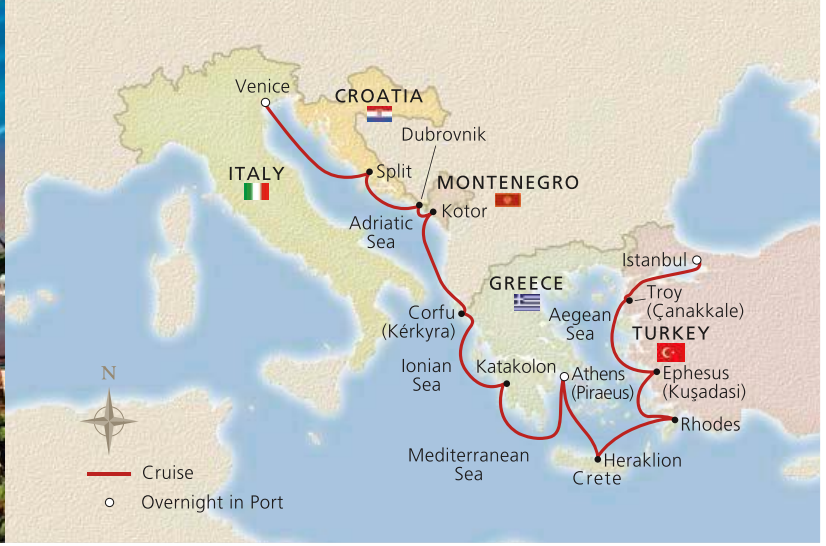 Venice
CROATIA
Dubrovnik
ITALY
Split
MONTENEGRO
Adriatic
Sea
Kotor
Istanbul
GREECE
Troy
(Çanakkale)
Corfu
(Kérkyra)
Aegean
Sea
TURKEY
Ionian
Sea
Katakolon
Athens
(Piraeus)
Ephesus
(Kuşadasi)
N
Rhodes
Mediterranean
Sea
Heraklion
Crete
Cruise
Overnight in Port